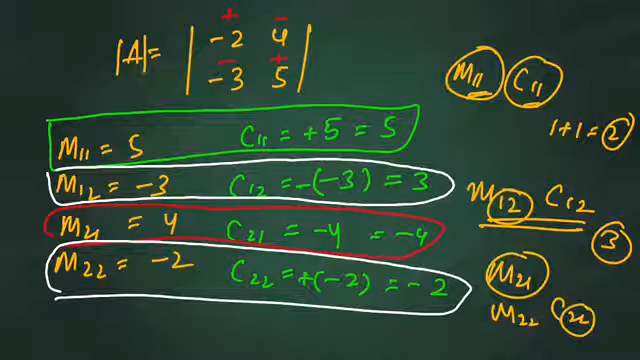 + -
|A| = | -2 4 |
- +
| -3 5 |
M11 = 5 C11 = +5 = 5
M12 = -3 C12 = -(-3) = 3
M21 = 4 C21 = -4 = -4
M22 = -2 C22 = +(-2) = -2
M11 C11
1+1=2
M12 C12
3
M21
M22 C22